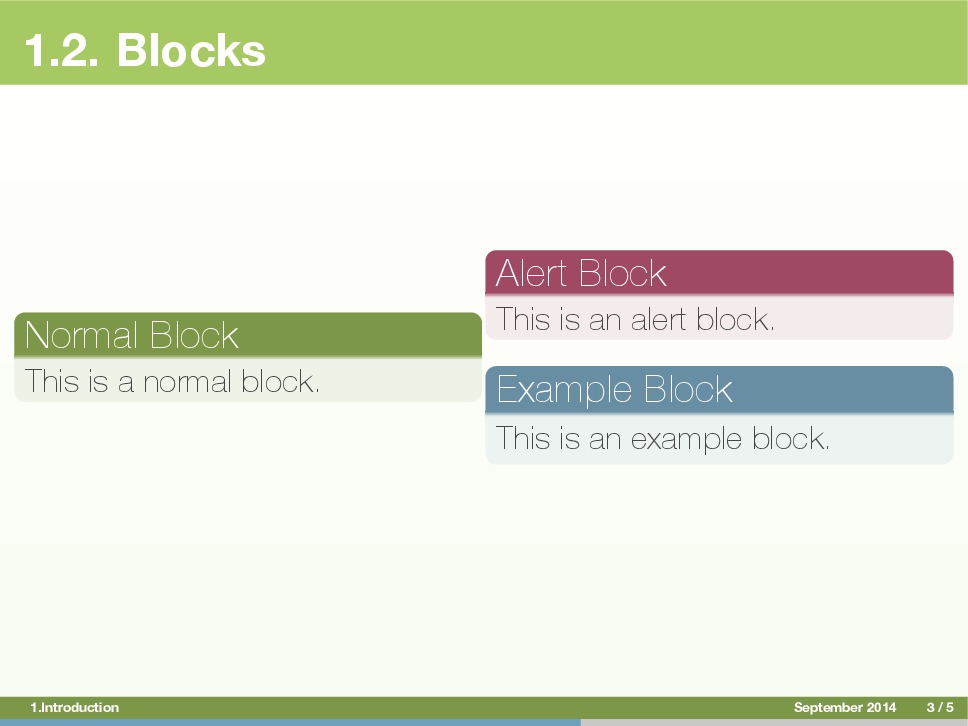 1.2. Blocks
Normal Block
This is a normal block.
Alert Block
This is an alert block.
Example Block
This is an example block.
1.Introduction
September 2014 3 / 5